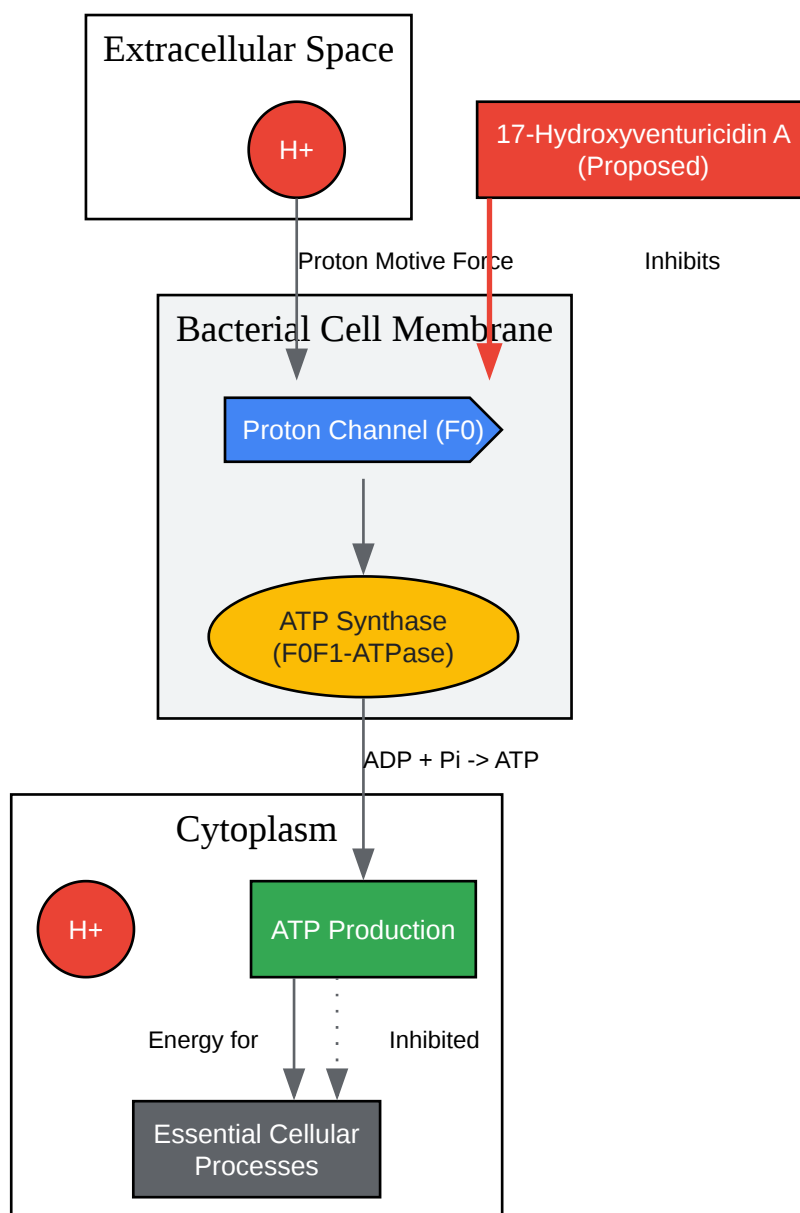 Extracellular Space
H+
17-Hydroxyventuricidin A
(Proposed)
Proton Motive Force
Inhibits
Bacterial Cell Membrane
Proton Channel (F0)
ATP Synthase
(F0F1-ATPase)
ADP + Pi -> ATP
Cytoplasm
H+
ATP Production
Energy for
Inhibited
Essential Cellular
Processes